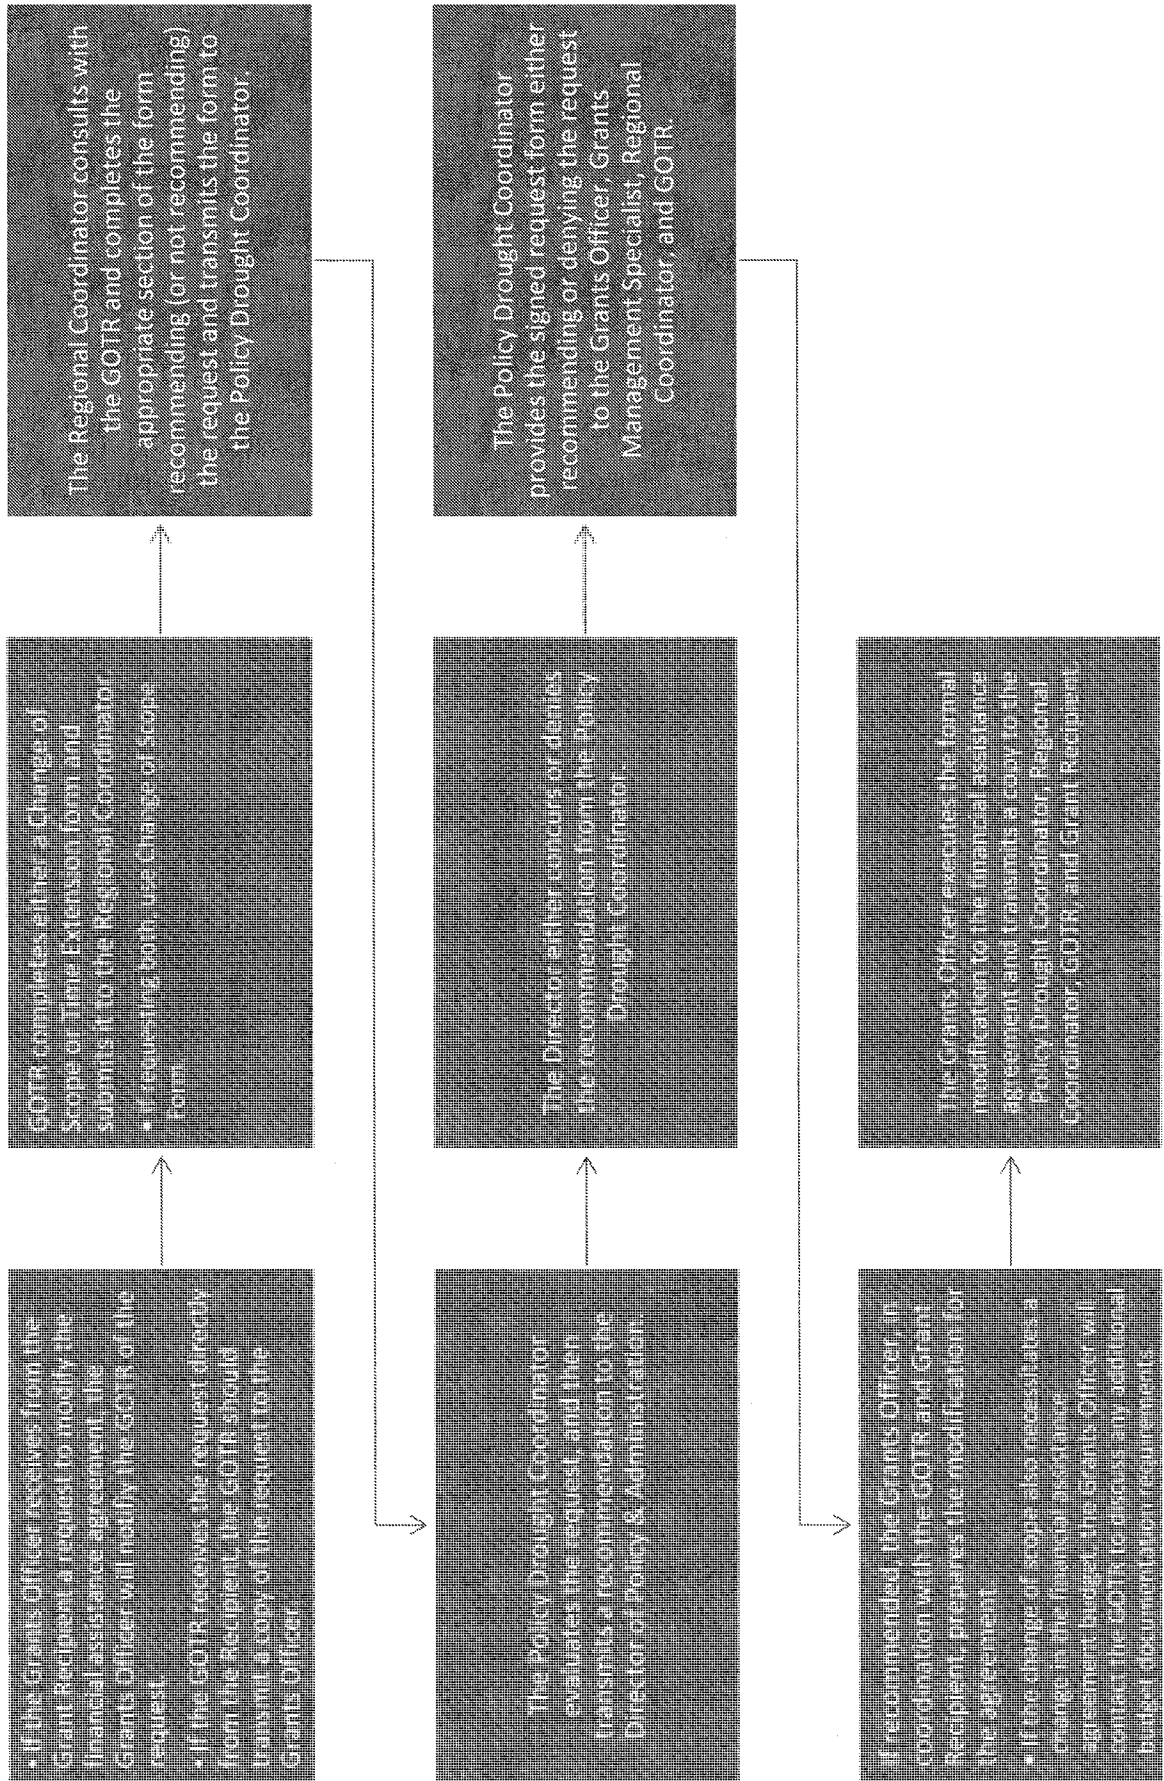 • If the Grants Officer receives from the
Grant Recipient a request to modify the
financial assistance agreement, the
Grants Officer will notify the GOTR of the
request.
• If the GOTR receives the request directly
from the Recipient, the GOTR should
transmit a copy of the request to the
Grants Officer
GOTR completes either a Change of
Scope or Time Extension form and
submits it to the Regional Coordinator
• If requesting both, use Change of Scope
form.
The Regional Coordinator consults with
the GOTR and completes the
appropriate section of the form
recommending (or not recommending)
the request and transmits the form to
the Policy Drought Coordinator.
The Policy Drought Coordinator
evaluates the request, and then
transmits a recommendation to the
Director of Policy & Administration.
The Director either concurs or denies
the recommendation from the Policy
Drought Coordinator.
The Policy Drought Coordinator
provides the signed request form either
recommending or denying the request
to the Grants Officer, Grants
Management Specialist, Regional
Coordinator, and GOTR.
If recommended, the Grants Officer, in
coordination with the GOTR and Grant
Recipient, prepares the modification for
the agreement
• If the change of scope also necessitates a
change in the financial assistance
agreement budget, the Grants Officer will
contact the GOTR to discuss any additional
budget documentation requirements
The Grans Officer executes the formal
modification to the financial assistance
agreement and transmits a copy to the
Policy Drought Coordinator, Regional
Coordinator, GOTR, and Grant Recipient.